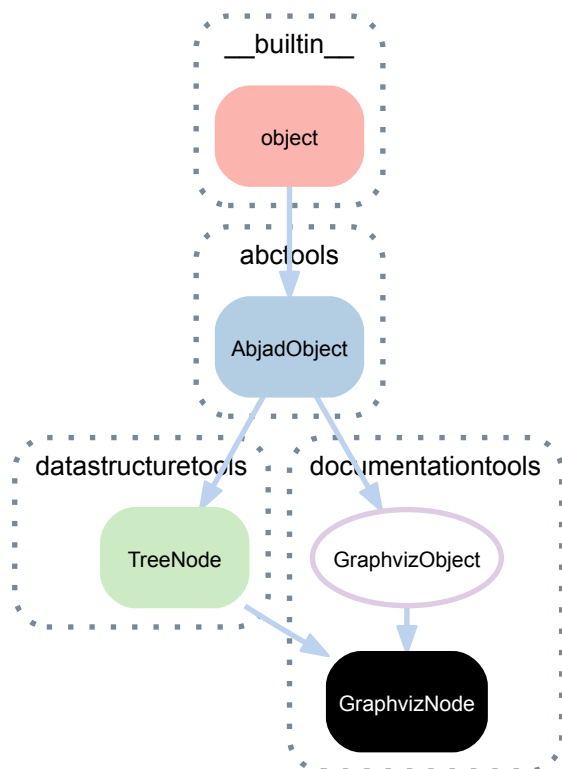 __builtin__
object
abctools
AbjadObject
datastructuretools
documentationtools
TreeNode
GraphvizObject
GraphvizNode